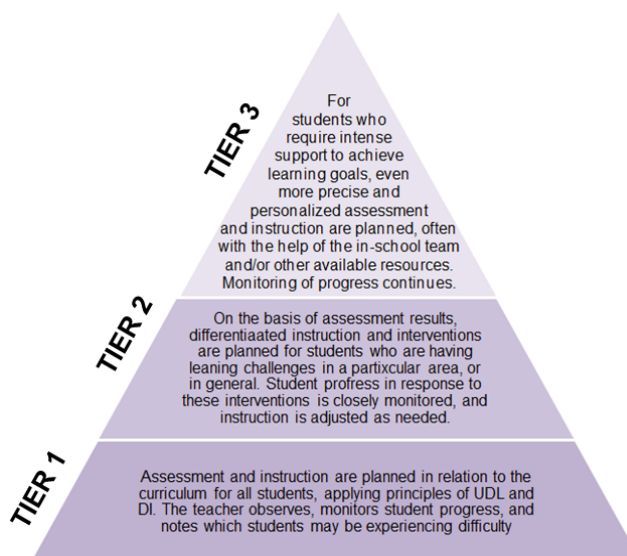 TIER 3
For
students who
require intense
support to achieve
learning goals, even
more precise and
personalized assessment
and instruction are planned, often
with the help of the in-school team
and/or other available resources.
Monitoring of progress continues.
TIER 2
On the basis of assessment results,
differentiaated instruction and interventions
are planned for students who are having
leaning challenges in a partixcular area, or
in general. Student profress in response to
these interventions is closely monitored, and
instruction is adjusted as needed.
TIER 1
Assessment and instruction are planned in relation to the
curriculum for all students, applying principles of UDL and
DI. The teacher observes, monitors student progress, and
notes which students may be experiencing difficulty